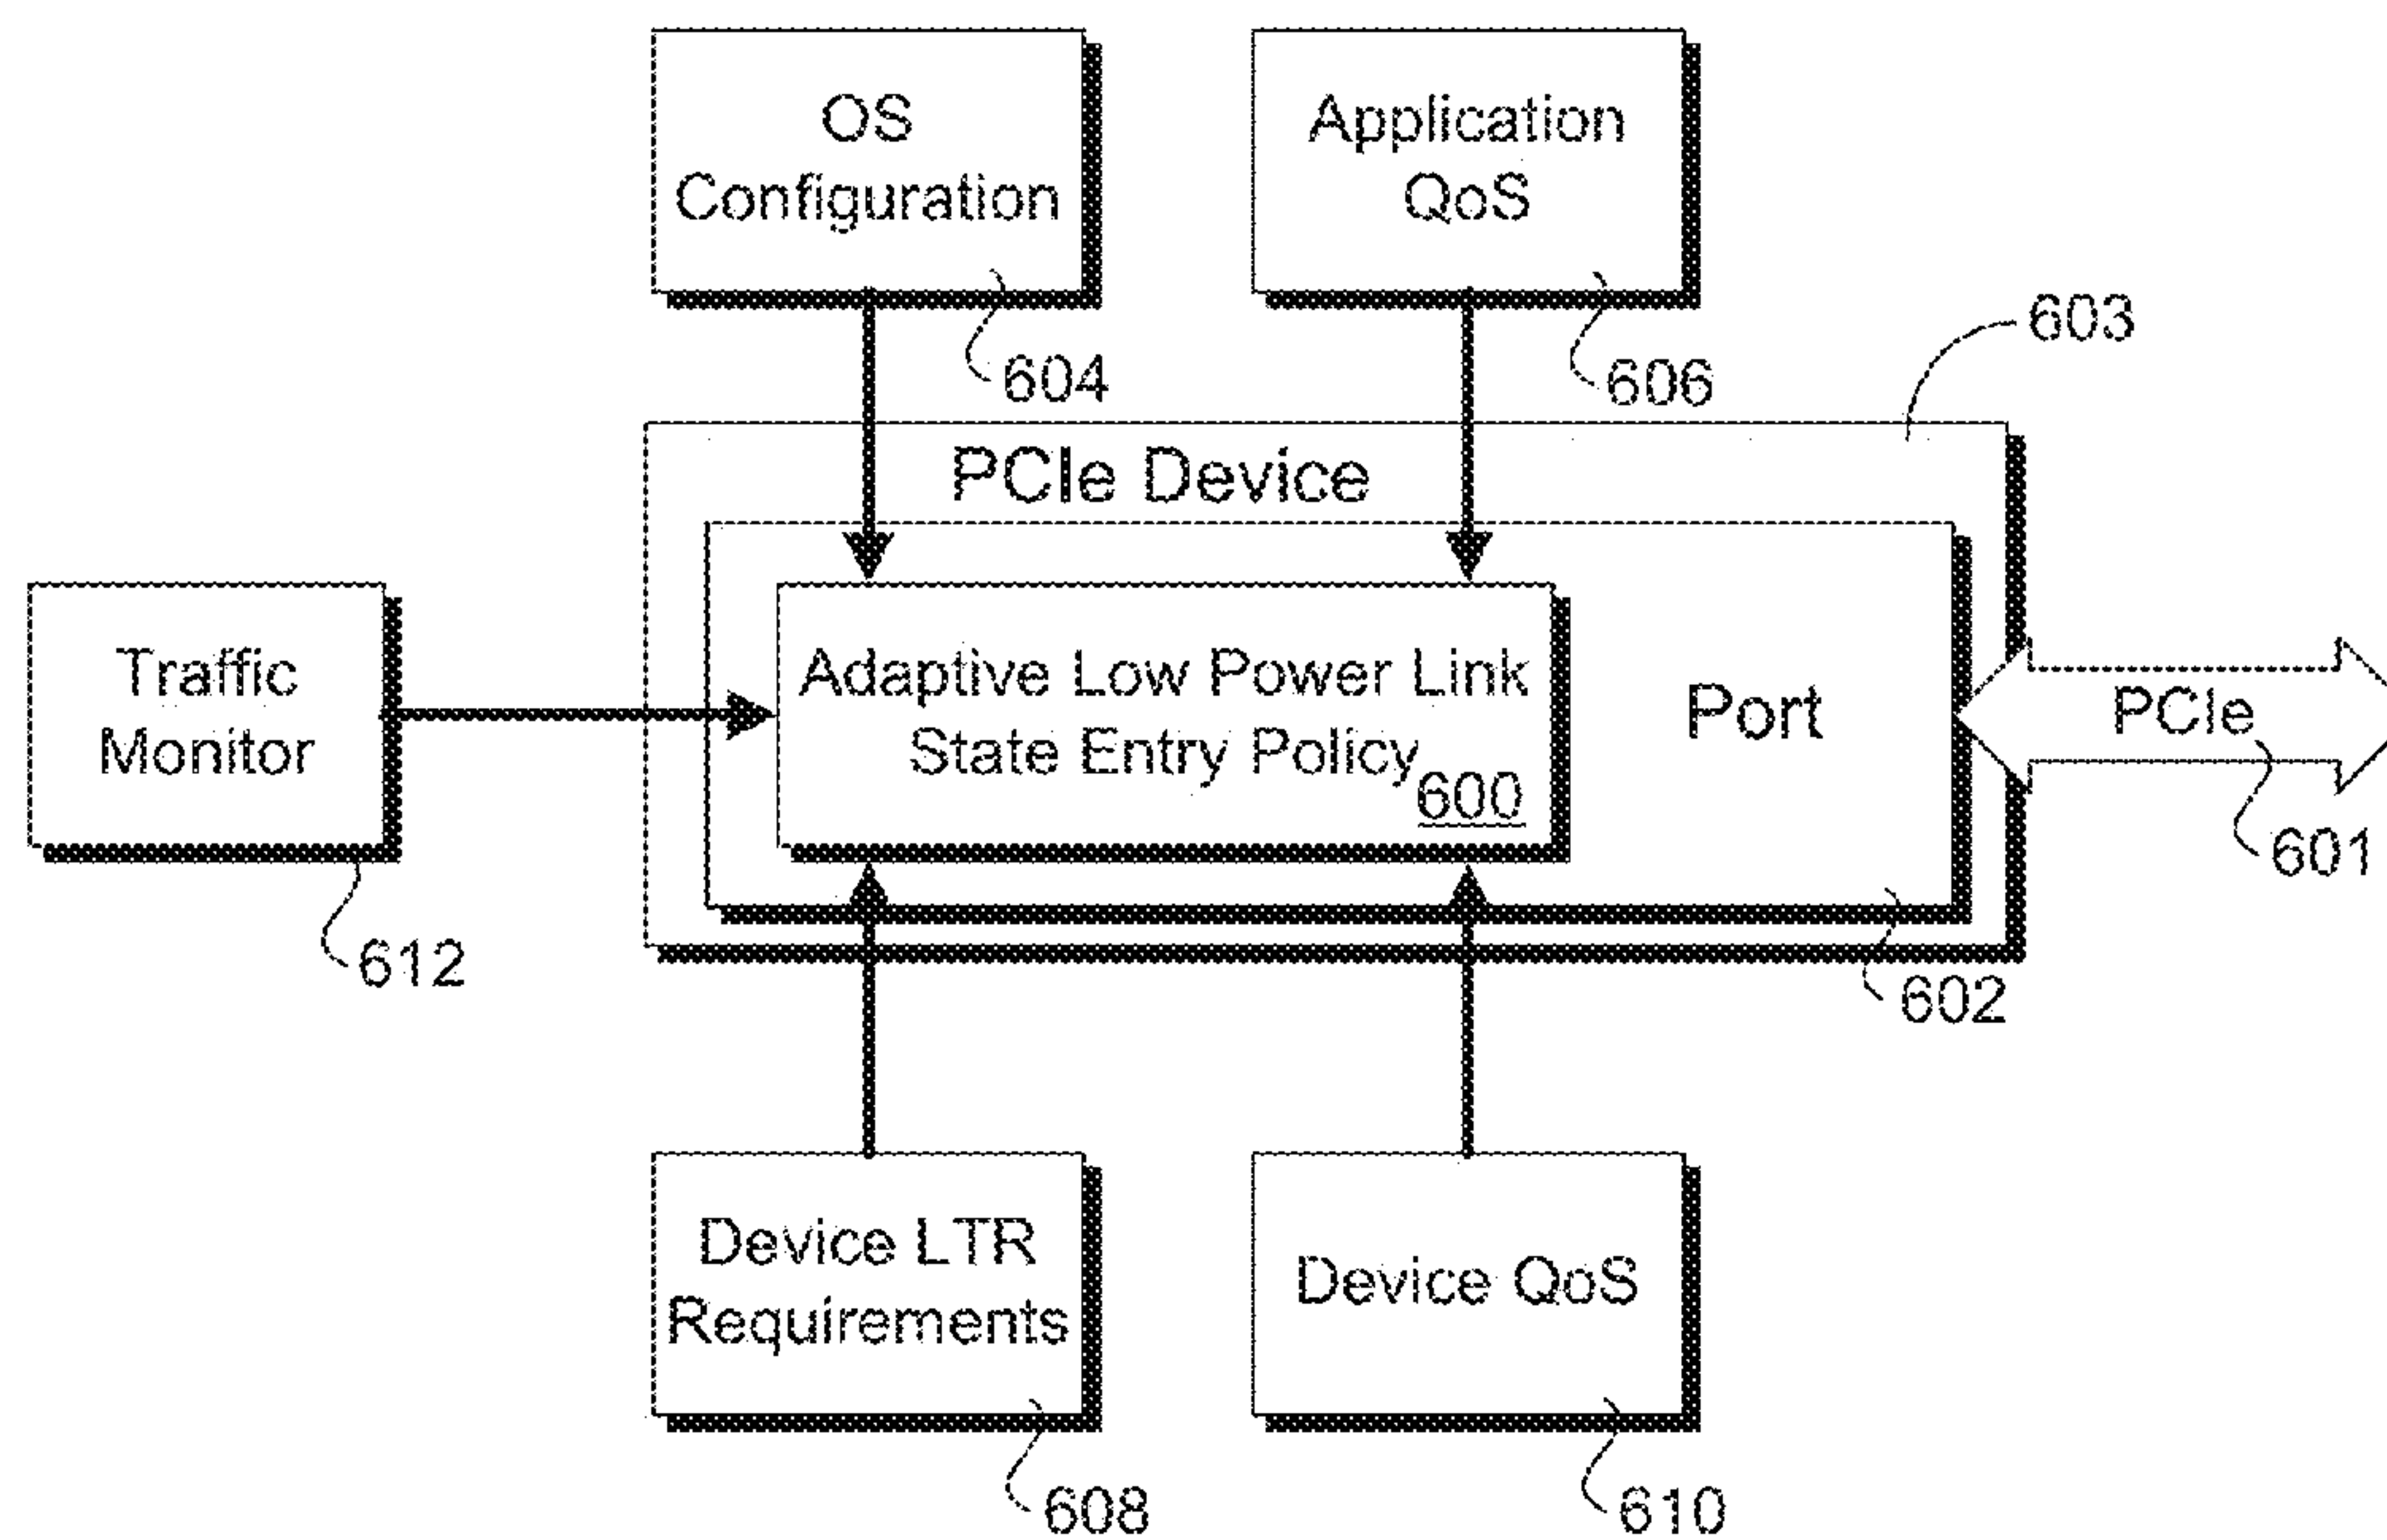 OS
Configuration
604
Application
QoS
606
603
PCIe Device
Traffic
Monitor
612
Adaptive Low Power Link
State Entry Policy
600
Port
PCIe
601
602
Device LTR
Requirements
608
Device QoS
610